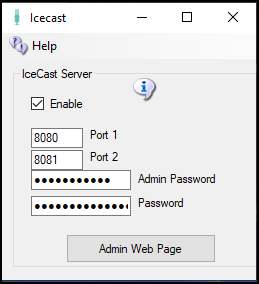 Icecast
Help
IceCast Server
Enable
8080 Port 1
8081 Port 2
●●●●●●●●●●● Admin Password
●●●●●●●●●●●●●● Password
Admin Web Page